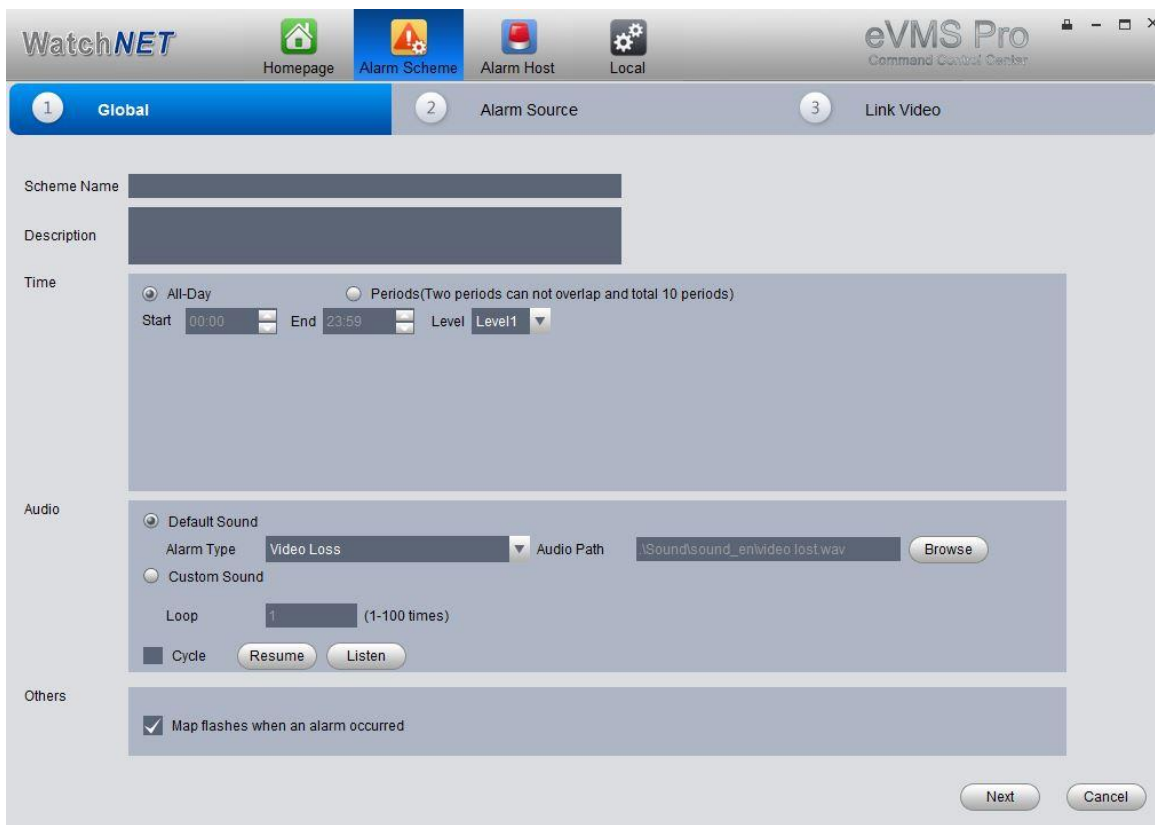 WatchNET
Homepage
Alarm Scheme
Alarm Host
Local
eVMS Pro
Command Control Center
1 Global
2 Alarm Source
3 Link Video
Scheme Name
Description
Time
All-Day Periods(Two periods can not overlap and total 10 periods)
Start 00:00 End 23:59 Level Level1
Audio
Default Sound
Alarm Type Video Loss Audio Path .\Sound\sound_en\video lost.wav Browse
Custom Sound
Loop 1 (1-100 times)
Cycle Resume Listen
Others
Map flashes when an alarm occurred
Next Cancel